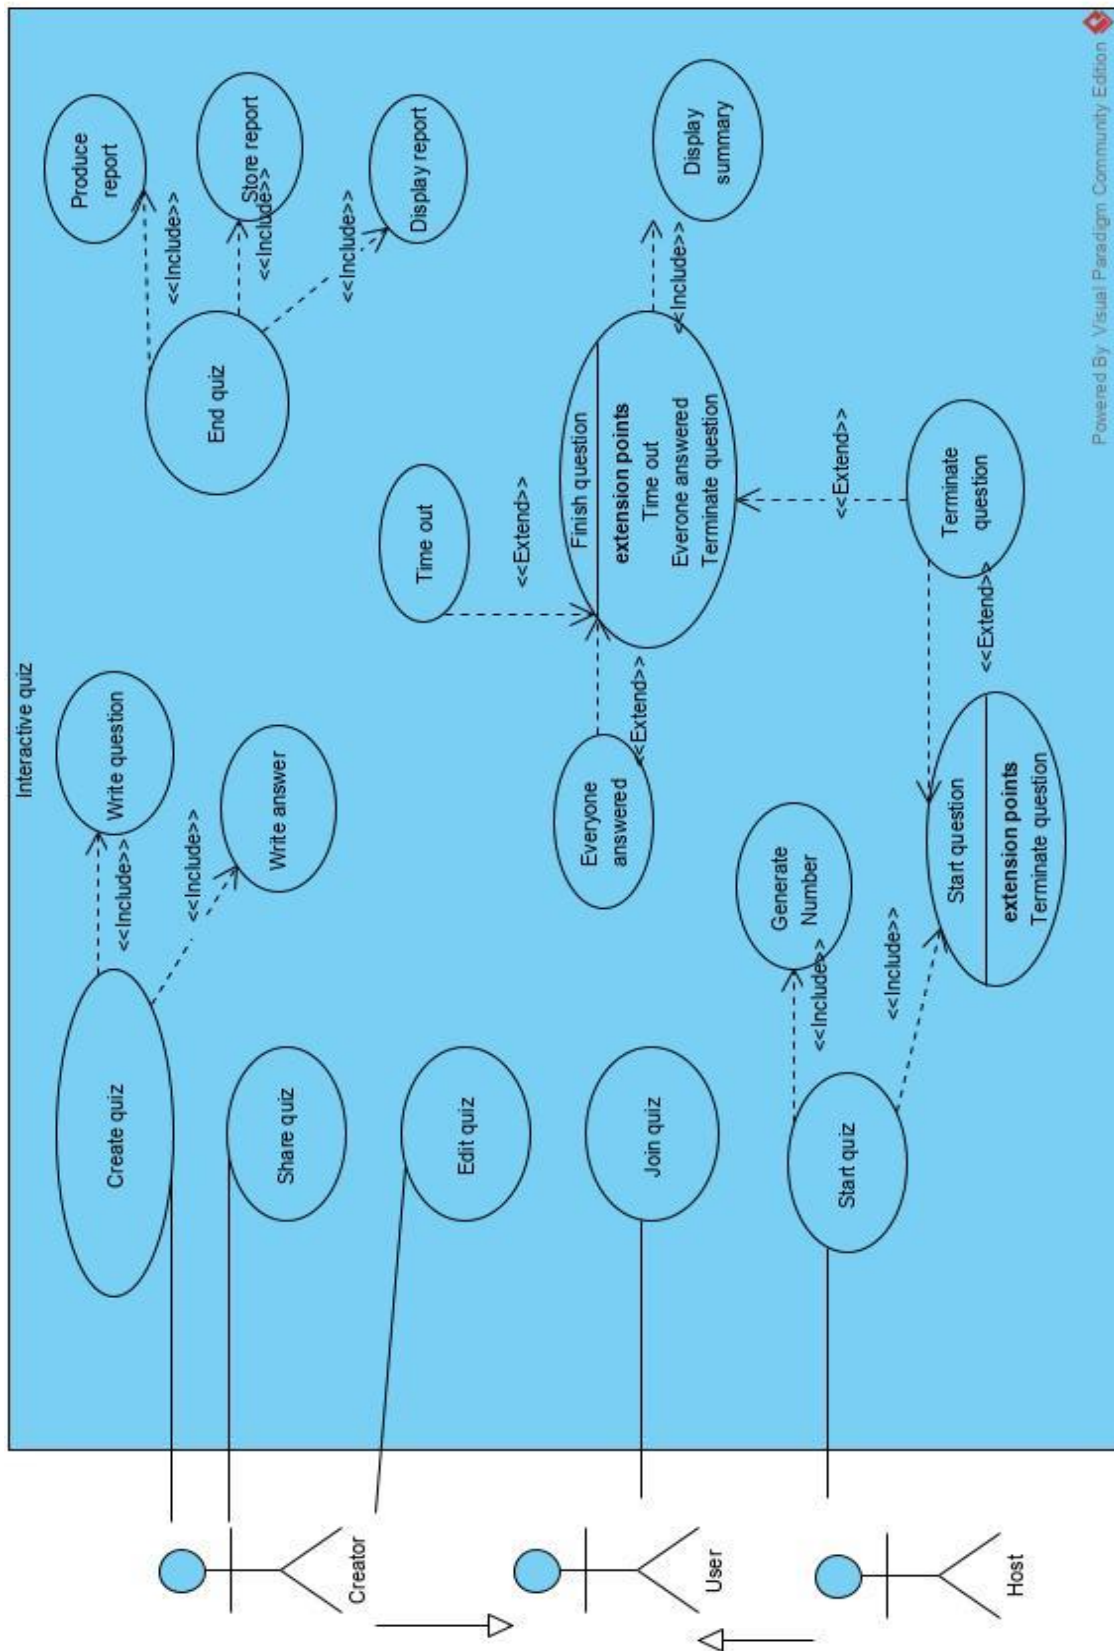 Interactive quiz
Create quiz
<<Include>>
Write question
<<Include>>
Write answer
Share quiz
Edit quiz
Join quiz
Start quiz
<<Include>>
Generate
Number
<<Include>>
Start question
extension points
Terminate question
<<Extend>>
Terminate
question
<<Extend>>
Everyone
answered
<<Extend>>
Time out
<<Extend>>
Finish question
extension points
Time out
Everone answered
Terminate question
<<Include>>
Display
summary
End quiz
<<Include>>
Produce
report
<<Include>>
Store report
<<Include>>
Display report
Creator
User
Host
Powered By Visual Paradigm Community Edition